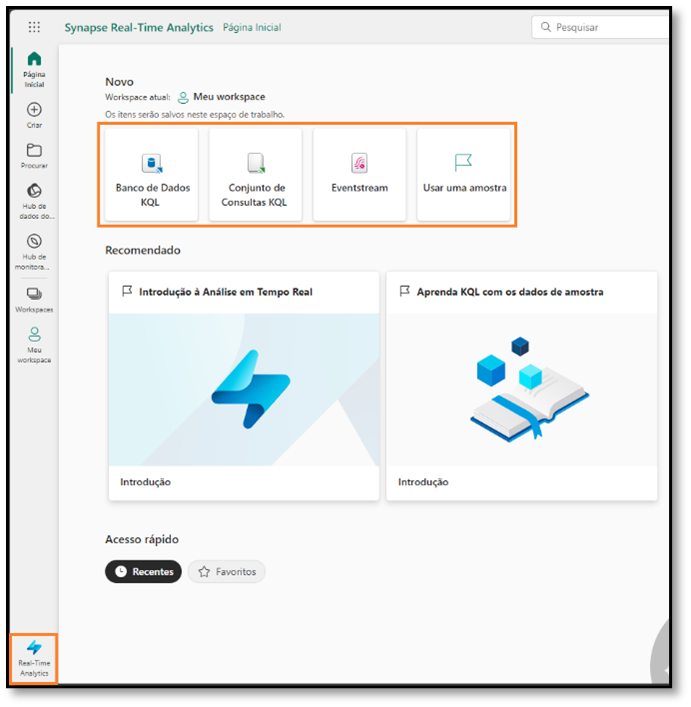 Synapse Real-Time Analytics Página Inicial
Pesquisar
Página
Inicial
Criar
Procurar
Hub de
dados do...
Hub de
monitora...
Workspaces
Meu
workspace
Real-Time
Analytics
Novo
Workspace atual: Meu workspace
Os itens serão salvos neste espaço de trabalho.
Banco de Dados
KQL
Conjunto de
Consultas KQL
Eventstream
Usar uma amostra
Recomendado
Introdução à Análise em Tempo Real
Introdução
Aprenda KQL com os dados de amostra
Introdução
Acesso rápido
Recentes
Favoritos